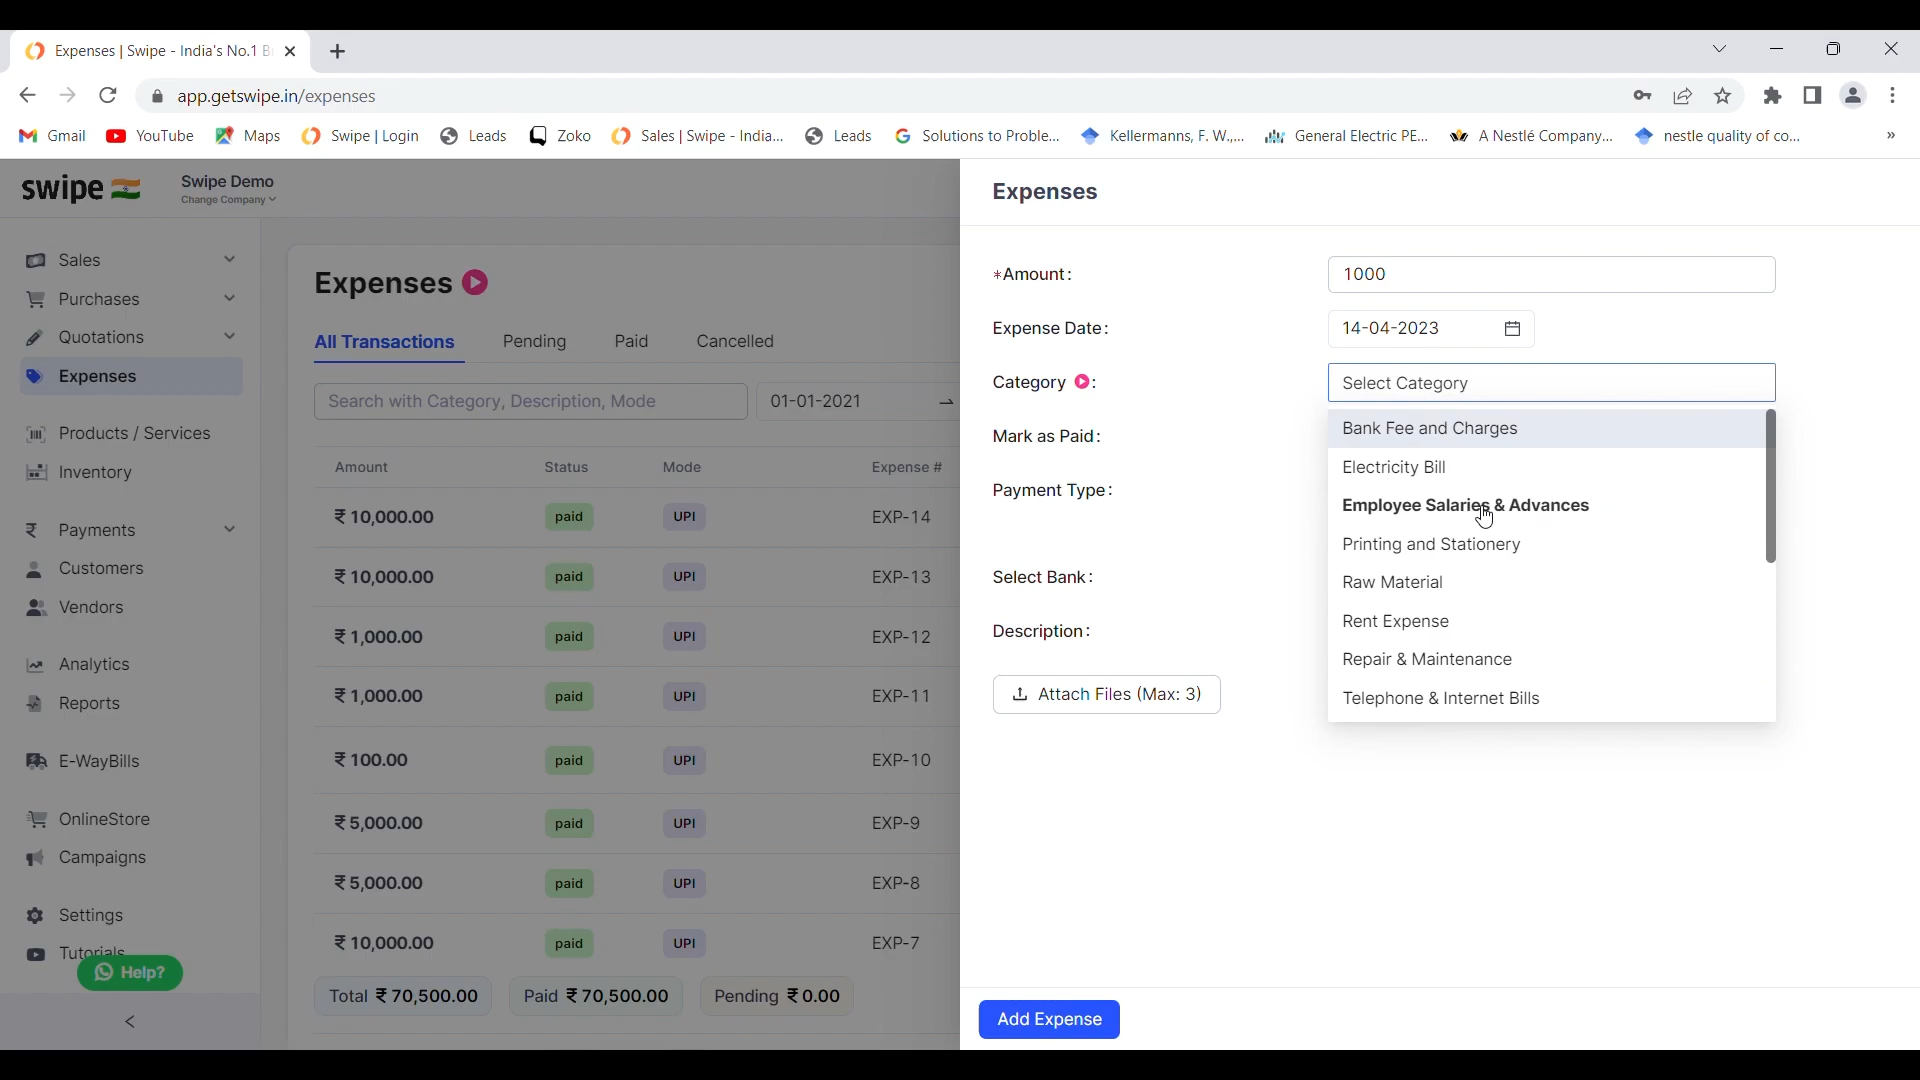 Expenses | Swipe - India's No.1 B
app.getswipe.in/expenses
Gmail YouTube Maps Swipe | Login Leads Zoko Sales | Swipe - India... Leads Solutions to Proble... Kellermanns, F. W.,... General Electric PE... A Nestlé Company... nestle quality of co... »
swipe
Swipe Demo
Change Company
Sales
Purchases
Quotations
Expenses
Products / Services
Inventory
Payments
Customers
Vendors
Analytics
Reports
E-WayBills
OnlineStore
Campaigns
Settings
Tutorials
Help?
Expenses
All Transactions Pending Paid Cancelled
Search with Category, Description, Mode 01-01-2021
Amount Status Mode Expense #
₹ 10,000.00 paid UPI EXP-14
₹ 10,000.00 paid UPI EXP-13
₹ 1,000.00 paid UPI EXP-12
₹ 1,000.00 paid UPI EXP-11
₹ 100.00 paid UPI EXP-10
₹ 5,000.00 paid UPI EXP-9
₹ 5,000.00 paid UPI EXP-8
₹ 10,000.00 paid UPI EXP-7
Total ₹ 70,500.00 Paid ₹ 70,500.00 Pending ₹ 0.00
Expenses
*Amount: 1000
Expense Date: 14-04-2023
Category : Select Category
Mark as Paid:
Payment Type:
Select Bank:
Description:
Attach Files (Max: 3)
Bank Fee and Charges
Electricity Bill
Employee Salaries & Advances
Printing and Stationery
Raw Material
Rent Expense
Repair & Maintenance
Telephone & Internet Bills
Add Expense